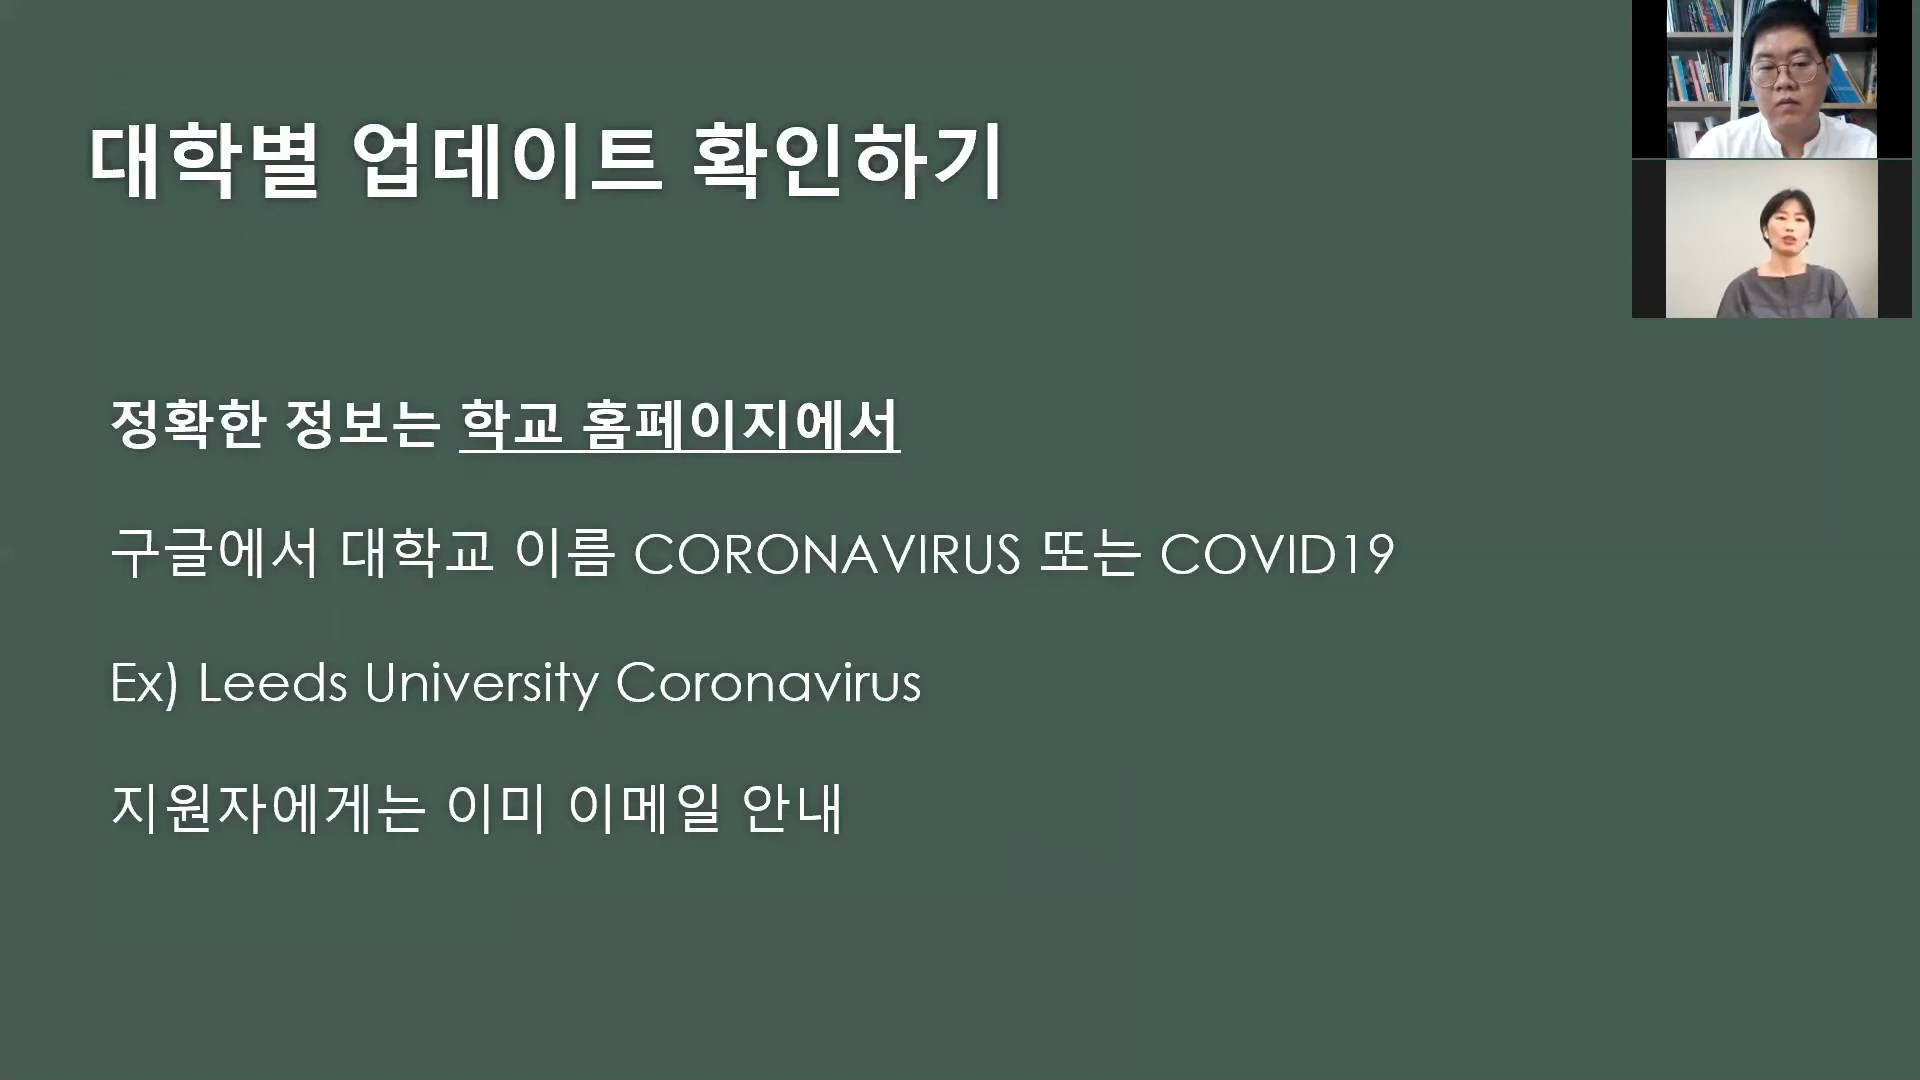 대학별 업데이트 확인하기
정확한 정보는 학교 홈페이지에서
구글에서 대학교 이름 CORONAVIRUS 또는 COVID19
Ex) Leeds University Coronavirus
지원자에게는 이미 이메일 안내